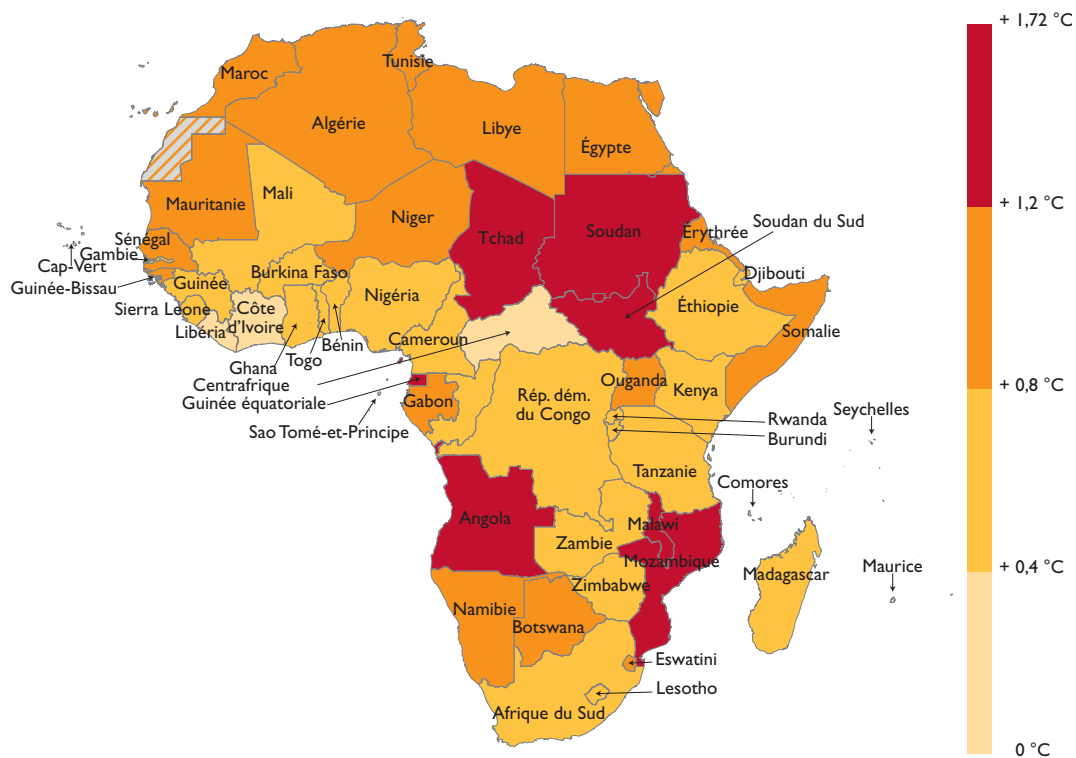 + 1,72 °C
Tunisie
Maroc
Algérie
Libye
Égypte
Mali
Mauritanie
+ 1,2 °C
Niger
Soudan du Sud
Soudan
Érythrée
Tchad
Sénégal
Gambie
Cap-Vert
Djibouti
Burkina Faso
Guinée
Guinée-Bissau
Nigéria
Éthiopie
Sierra Leone
Côte
d'Ivoire
Libéria
Somalie
Cameroun
Bénin
Togo
Ghana
Centrafrique
Ouganda
+ 0,8 °C
Kenya
Rép. dém.
du Congo
Guinée équatoriale
Gabon
Seychelles
Rwanda
Sao Tomé-et-Principe
Burundi
Tanzanie
Comores
Angola
Malawi
Zambie
Mozambique
+ 0,4 °C
Maurice
Madagascar
Zimbabwe
Namibie
Botswana
Eswatini
Lesotho
Afrique du Sud
0 °C